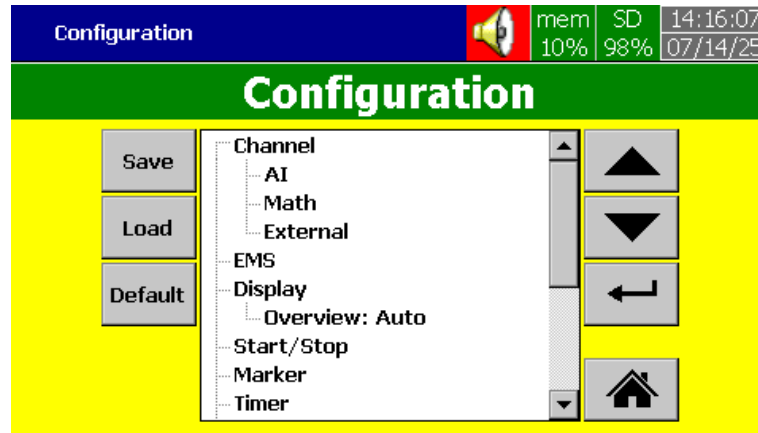 Configuration
mem SD 14:16:07
10% 98% 07/14/25
Configuration
Save
Load
Default
Channel
AI
Math
External
EMS
Display
Overview: Auto
Start/Stop
Marker
Timer